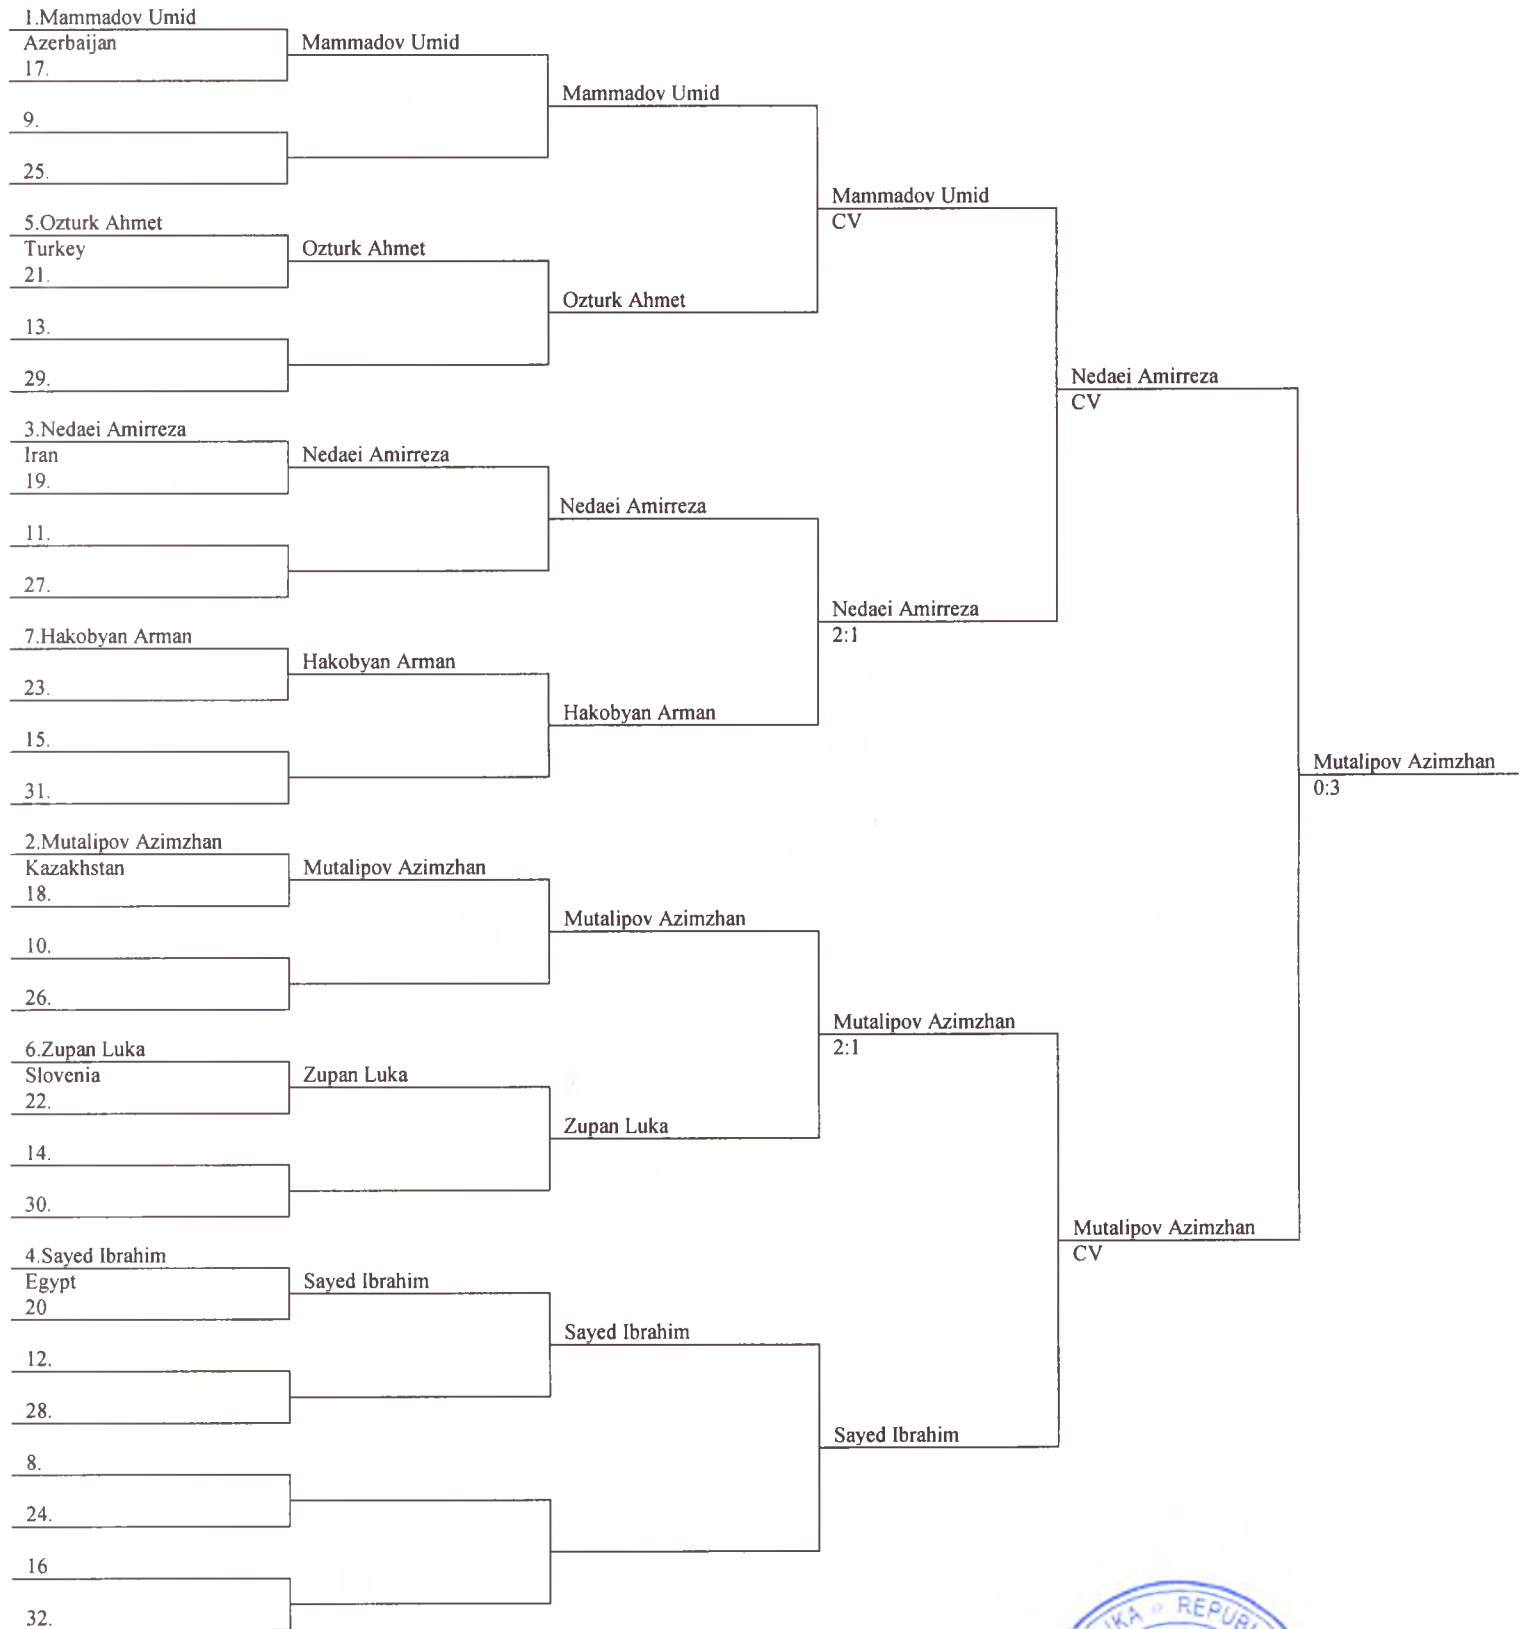 1.Mammadov Umid
Azerbaijan
17.
9.
25.
5.Ozturk Ahmet
Turkey
21.
13.
29.
3.Nedaei Amirreza
Iran
19.
11.
27.
7.Hakobyan Arman
23.
15.
31.
2.Mutalipov Azimzhan
Kazakhstan
18.
10.
26.
6.Zupan Luka
Slovenia
22.
14.
30.
4.Sayed Ibrahim
Egypt
20
12.
28.
8.
24.
16
32.
Mammadov Umid
Ozturk Ahmet
Nedaei Amirreza
Hakobyan Arman
Mutalipov Azimzhan
Zupan Luka
Sayed Ibrahim
Mammadov Umid
Ozturk Ahmet
Nedaei Amirreza
Hakobyan Arman
Mutalipov Azimzhan
Zupan Luka
Sayed Ibrahim
Mammadov Umid
CV
Nedaei Amirreza
2:1
Mutalipov Azimzhan
2:1
Sayed Ibrahim
Nedaei Amirreza
CV
Mutalipov Azimzhan
CV
Mutalipov Azimzhan
0:3